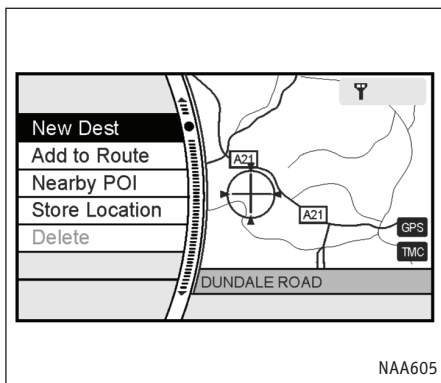 New Dest
Add to Route
Nearby POI
Store Location
Delete
A21
A21
GPS
TMC
DUNDALE ROAD
NAA605